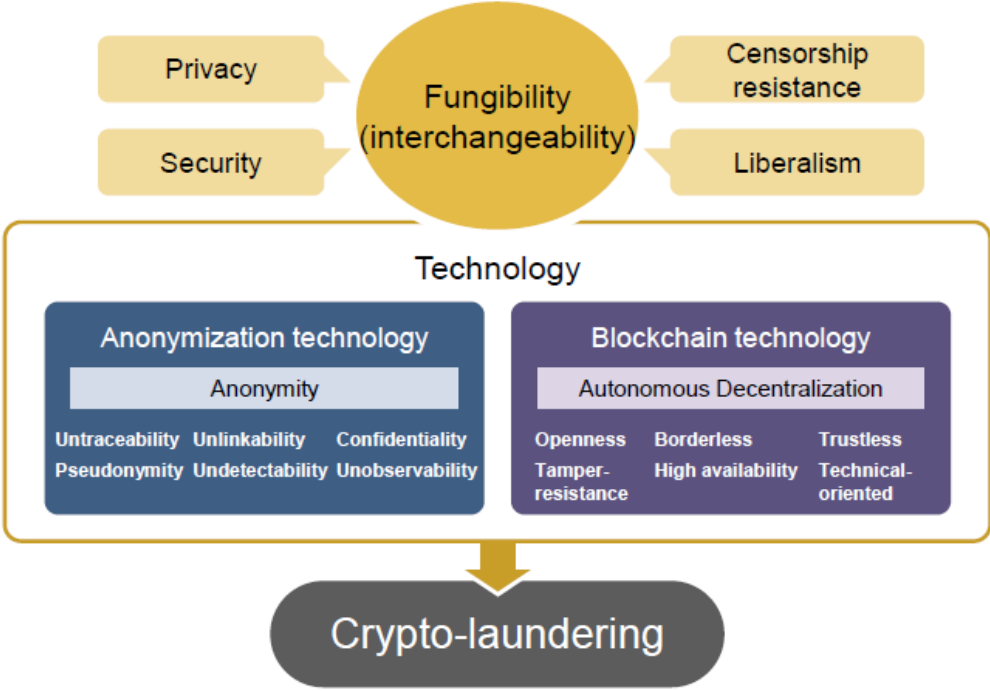 Privacy
Censorship
resistance
Fungibility
(interchangeability)
Security
Liberalism
Technology
Anonymization technology
Anonymity
Untraceability Unlinkability Confidentiality
Pseudonymity Undetectability Unobservability
Blockchain technology
Autonomous Decentralization
Openness Borderless Trustless
Tamper- High availability Technical-
resistance oriented
Crypto-laundering